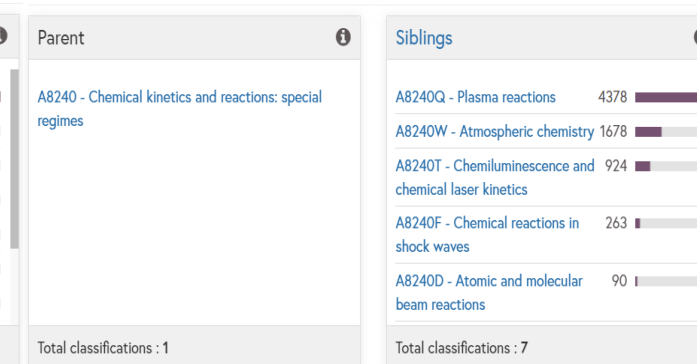 Parent
A8240 - Chemical kinetics and reactions: special
regimes
Total classifications : 1
Siblings
A8240Q - Plasma reactions 4378
A8240W - Atmospheric chemistry 1678
A8240T - Chemiluminescence and 924
chemical laser kinetics
A8240F - Chemical reactions in 263
shock waves
A8240D - Atomic and molecular 90
beam reactions
Total classifications : 7